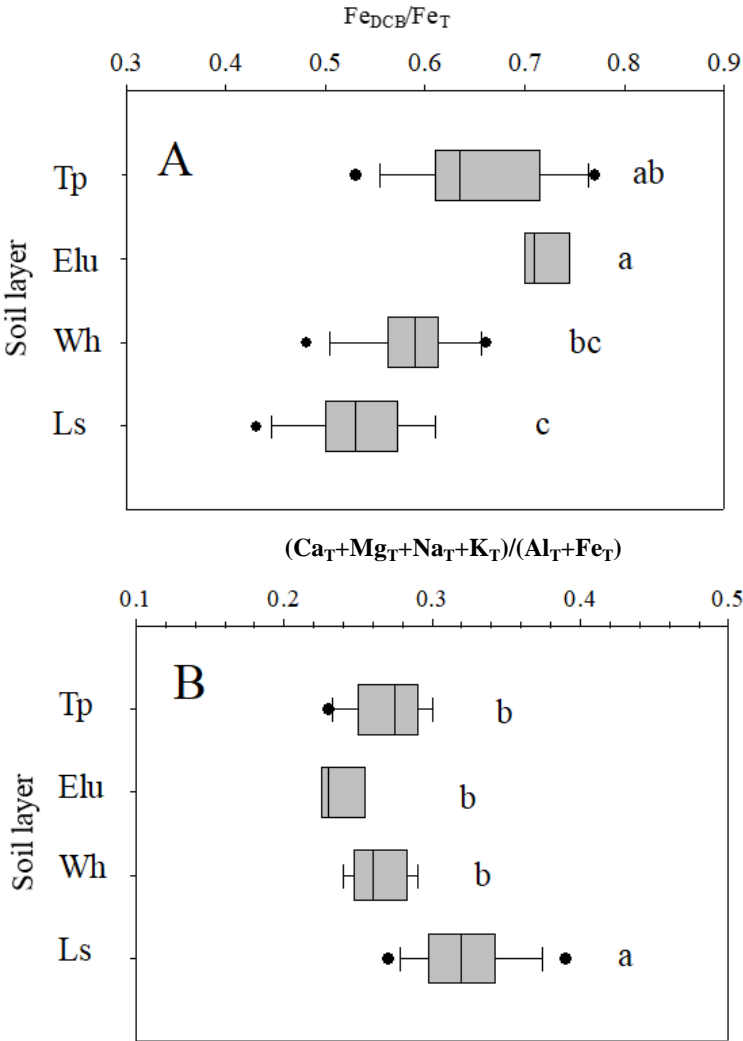 Fe_DCB/Fe_T
0.3 0.4 0.5 0.6 0.7 0.8 0.9
A
Tp ab
Elu a
Wh bc
Ls c
Soil layer
(Ca_T+Mg_T+Na_T+K_T)/(Al_T+Fe_T)
0.1 0.2 0.3 0.4 0.5
B
Tp b
Elu b
Wh b
Ls a
Soil layer